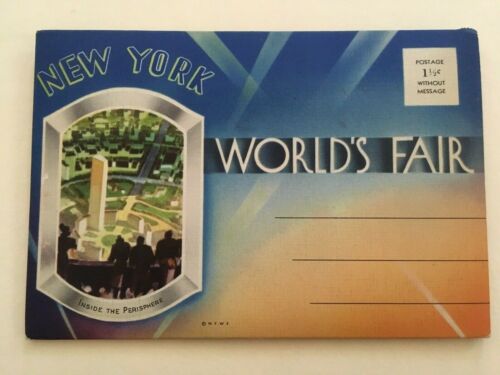 NEW YORK
POSTAGE
1½¢
WITHOUT
MESSAGE
WORLD'S FAIR
INSIDE THE PERISPHERE
© N.Y.W.F.